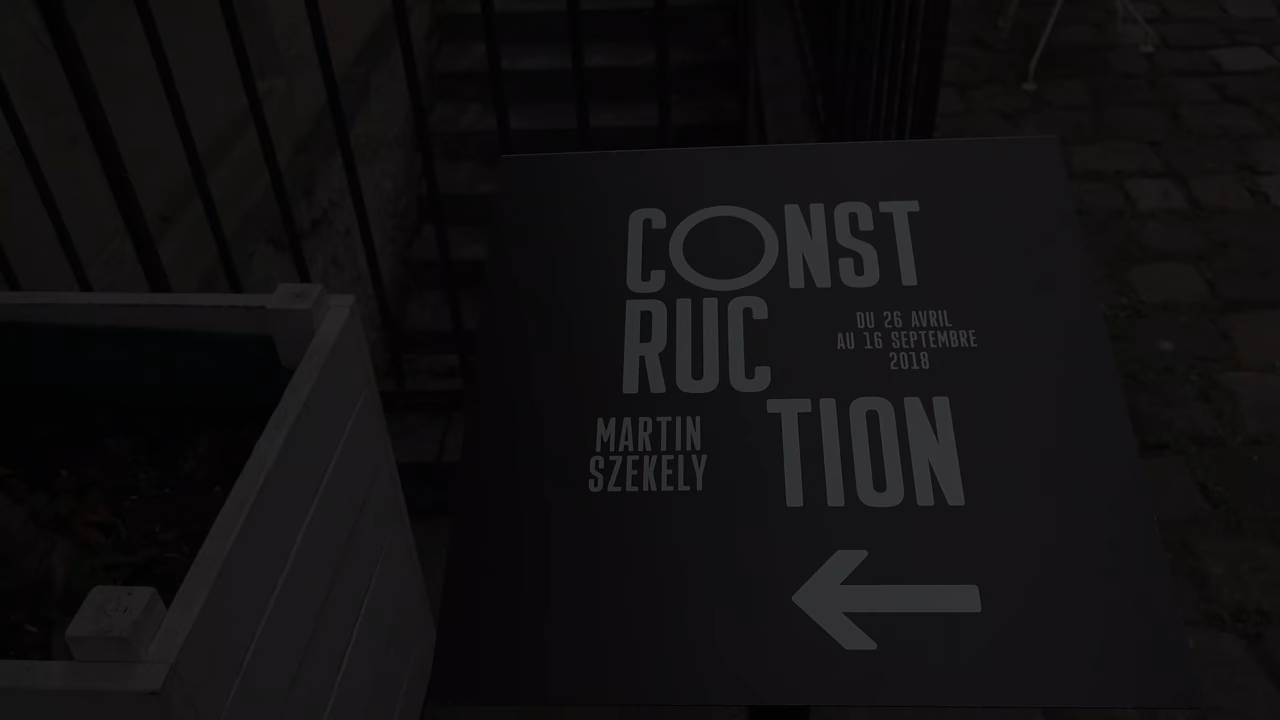 CONST
RUC
DU 26 AVRIL
AU 16 SEPTEMBRE
2018
MARTIN
SZEKELY
TION